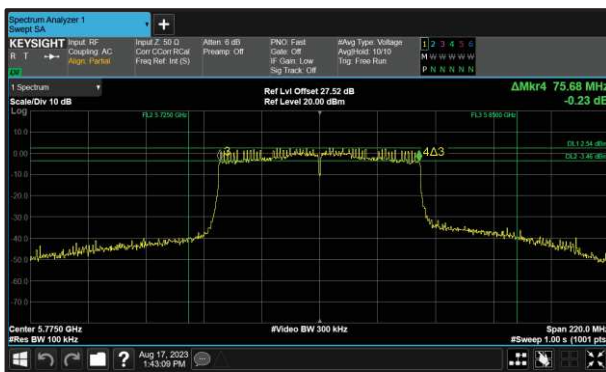 Spectrum Analyzer 1
Swept SA
KEYSIGHT
R T
Input: RF
Coupling: AC
Align: Partial
Input Z: 50 Ω
Corr CCorr RCal
Freq Ref: Int (S)
Atten: 6 dB
Preamp: Off
PNO: Fast
Gate: Off
IF Gain: Low
Sig Track: Off
#Avg Type: Voltage
Avg|Hold: 10/10
Trig: Free Run
1 2 3 4 5 6
M W W W W W
P N N N N N
1 Spectrum
Scale/Div 10 dB
Ref Lvl Offset 27.52 dB
Ref Level 20.00 dBm
ΔMkr4 75.68 MHz
-0.23 dB
Log
FL2 5.7250 GHz
FL3 5.8500 GHz
10.0
0.00
-10.0
-20.0
-30.0
-40.0
-50.0
-60.0
-70.0
3
4Δ3
DL1 2.54 dBm
DL2 -3.46 dBm
Center 5.7750 GHz
#Res BW 100 kHz
#Video BW 300 kHz
Span 220.0 MHz
#Sweep 1.00 s (1001 pts)
Aug 17, 2023
1:43:09 PM